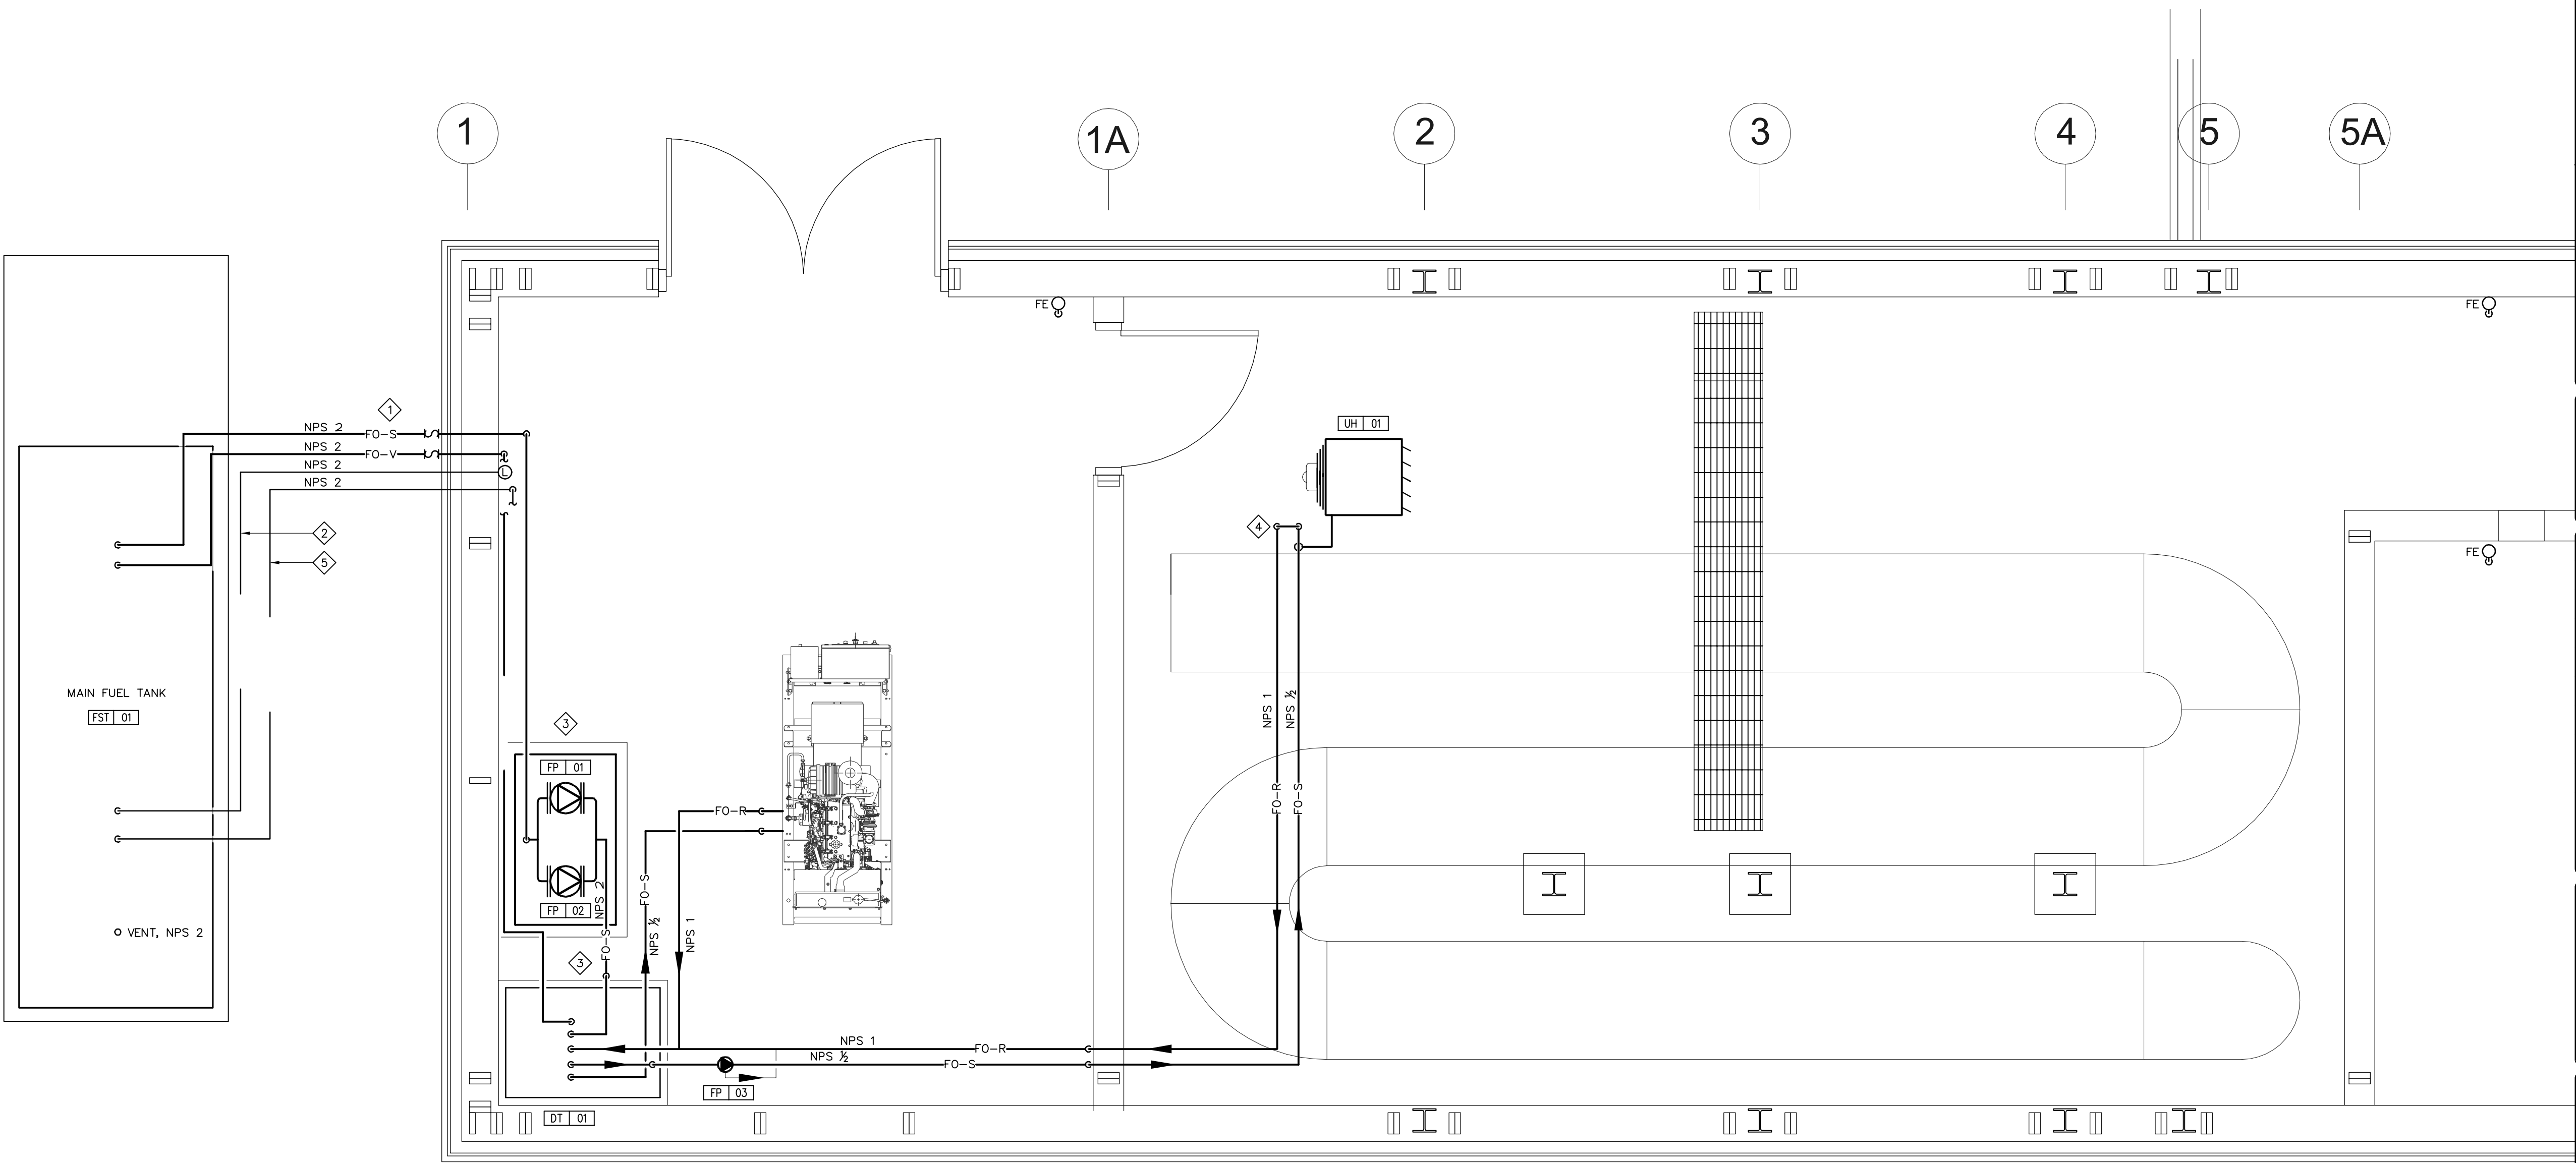 1
1A
2
3
4
5
5A
FE
FE
1
UH 01
NPS 2
FO-S
NPS 2
FO-V
NPS 2
L
NPS 2
2
4
5
FE
MAIN FUEL TANK
FST 01
NPS 1
NPS ½
3
FP 01
FO-R
FO-R
FO-S
FO-S
NPS 2
FP 02
NPS ½
NPS 1
VENT, NPS 2
FO-S
3
NPS 1
FO-R
NPS ½
FO-S
FP 03
DT 01